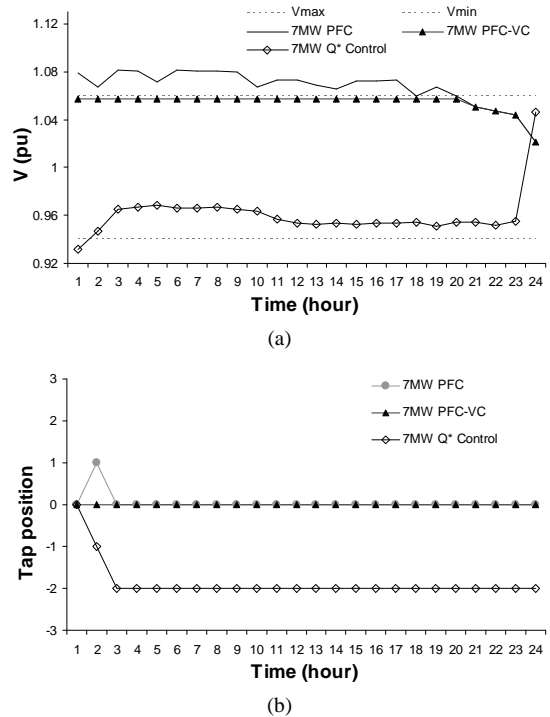 Vmax Vmin
7MW PFC 7MW PFC-VC
7MW Q* Control
1.12
1.08
1.04
1
0.96
0.92
V (pu)
1 2 3 4 5 6 7 8 9 10 11 12 13 14 15 16 17 18 19 20 21 22 23 24
Time (hour)
(a)
7MW PFC
7MW PFC-VC
7MW Q* Control
3
2
1
0
-1
-2
-3
Tap position
1 2 3 4 5 6 7 8 9 10 11 12 13 14 15 16 17 18 19 20 21 22 23 24
Time (hour)
(b)